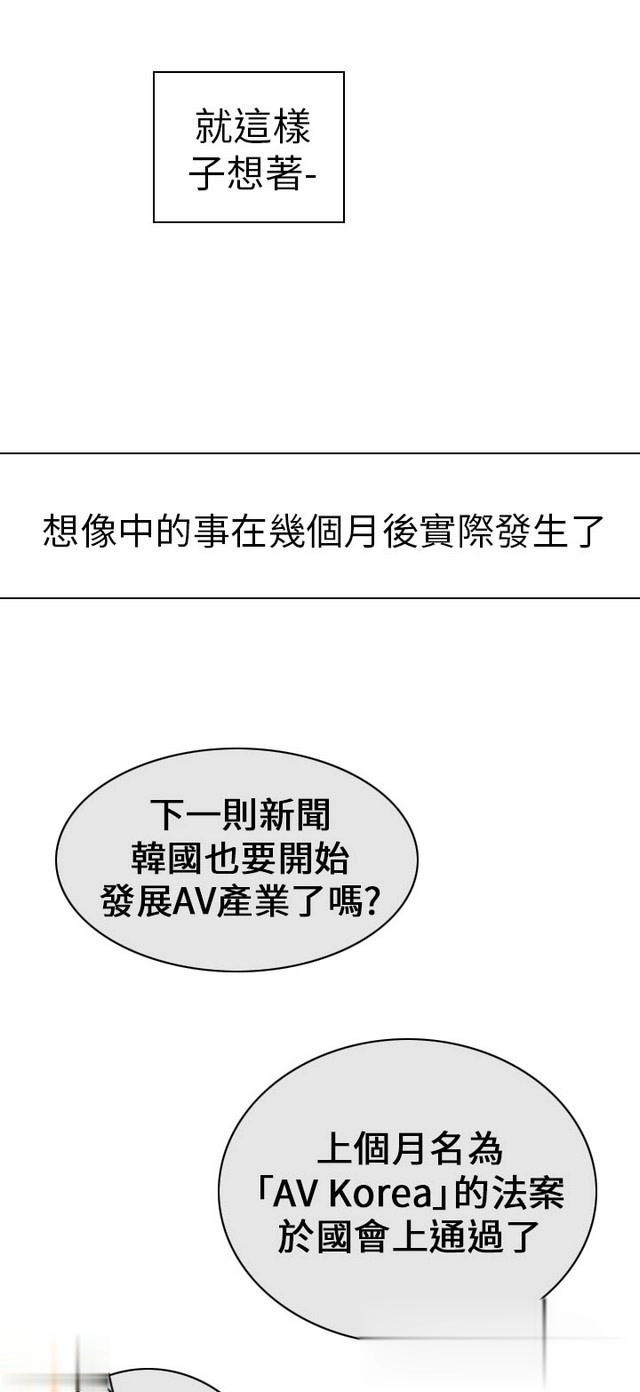 就這樣
子想著-
想像中的事在幾個月後實際發生了
下一則新聞
韓國也要開始
發展AV產業了嗎?
上個月名為
「AV Korea」的法案
於國會上通過了